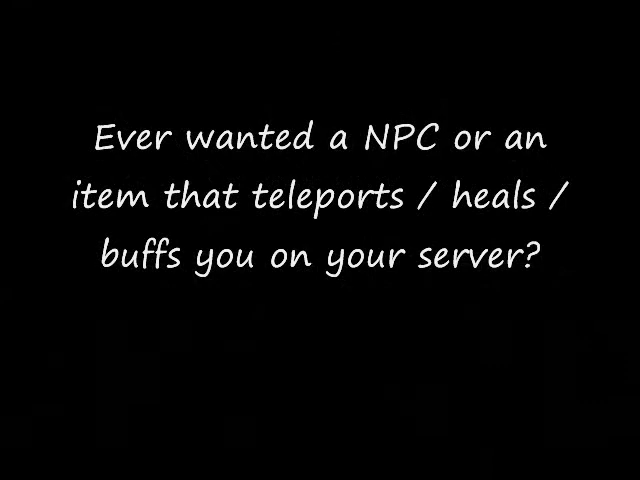 Ever wanted a NPC or an
item that teleports / heals /
buffs you on your server?